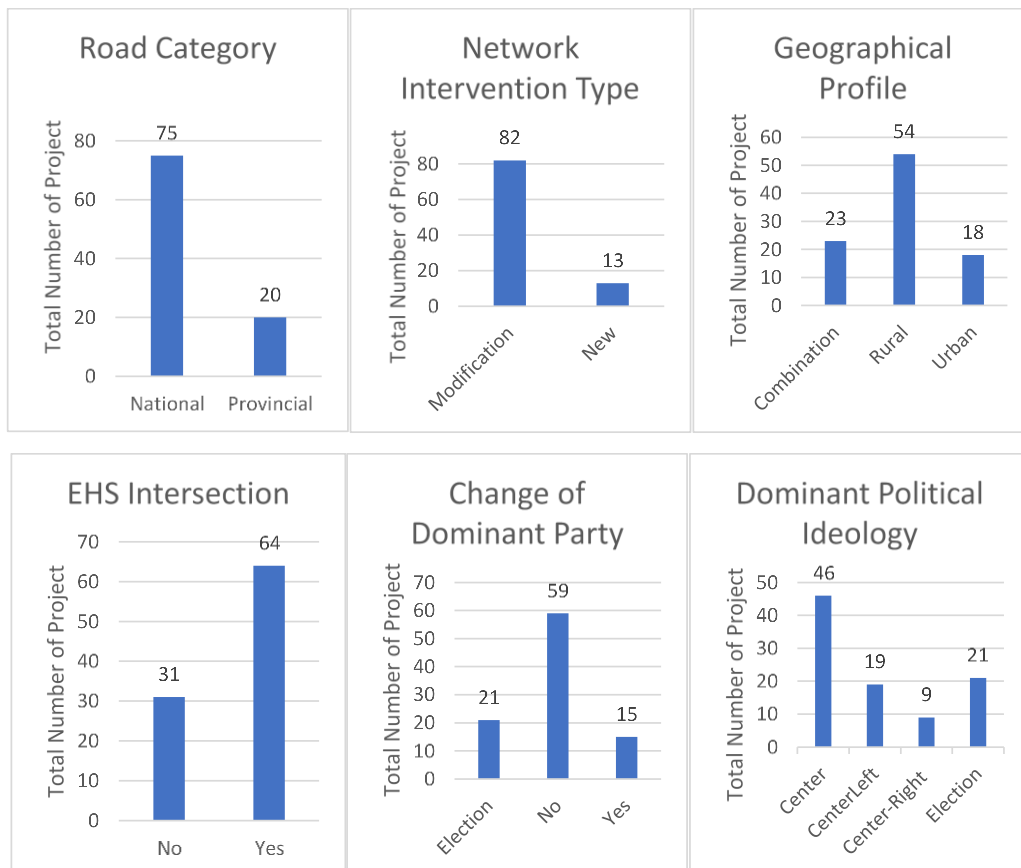 Road Category
Total Number of Project
80
60
40
20
0
75
20
National
Provincial
Network
Intervention Type
Total Number of Project
80
60
40
20
0
82
13
Modification
New
Geographical
Profile
Total Number of Project
60
50
40
30
20
10
0
23
54
18
Combination
Rural
Urban
EHS Intersection
Total Number of Project
70
60
50
40
30
20
10
0
31
64
No
Yes
Change of
Dominant Party
Total Number of Project
70
60
50
40
30
20
10
0
21
59
15
Election
No
Yes
Dominant Political
Ideology
Total Number of Project
50
40
30
20
10
0
46
19
9
21
Center
CenterLeft
Center-Right
Election